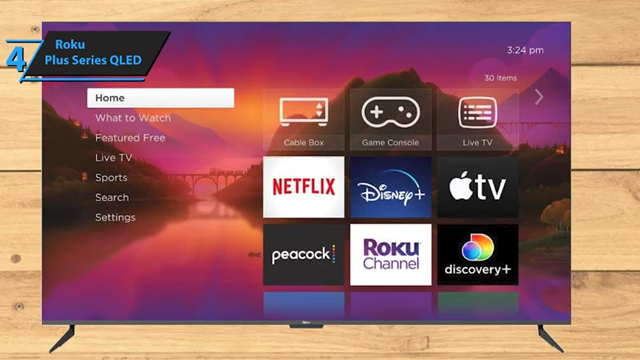 4
Roku
Plus Series QLED
3:24 pm
30 Items
Home
What to Watch
Featured Free
Live TV
Sports
Search
Settings
Cable Box
Game Console
Live TV
NETFLIX
Disney+
tv
peacock
Roku
Channel
discovery+